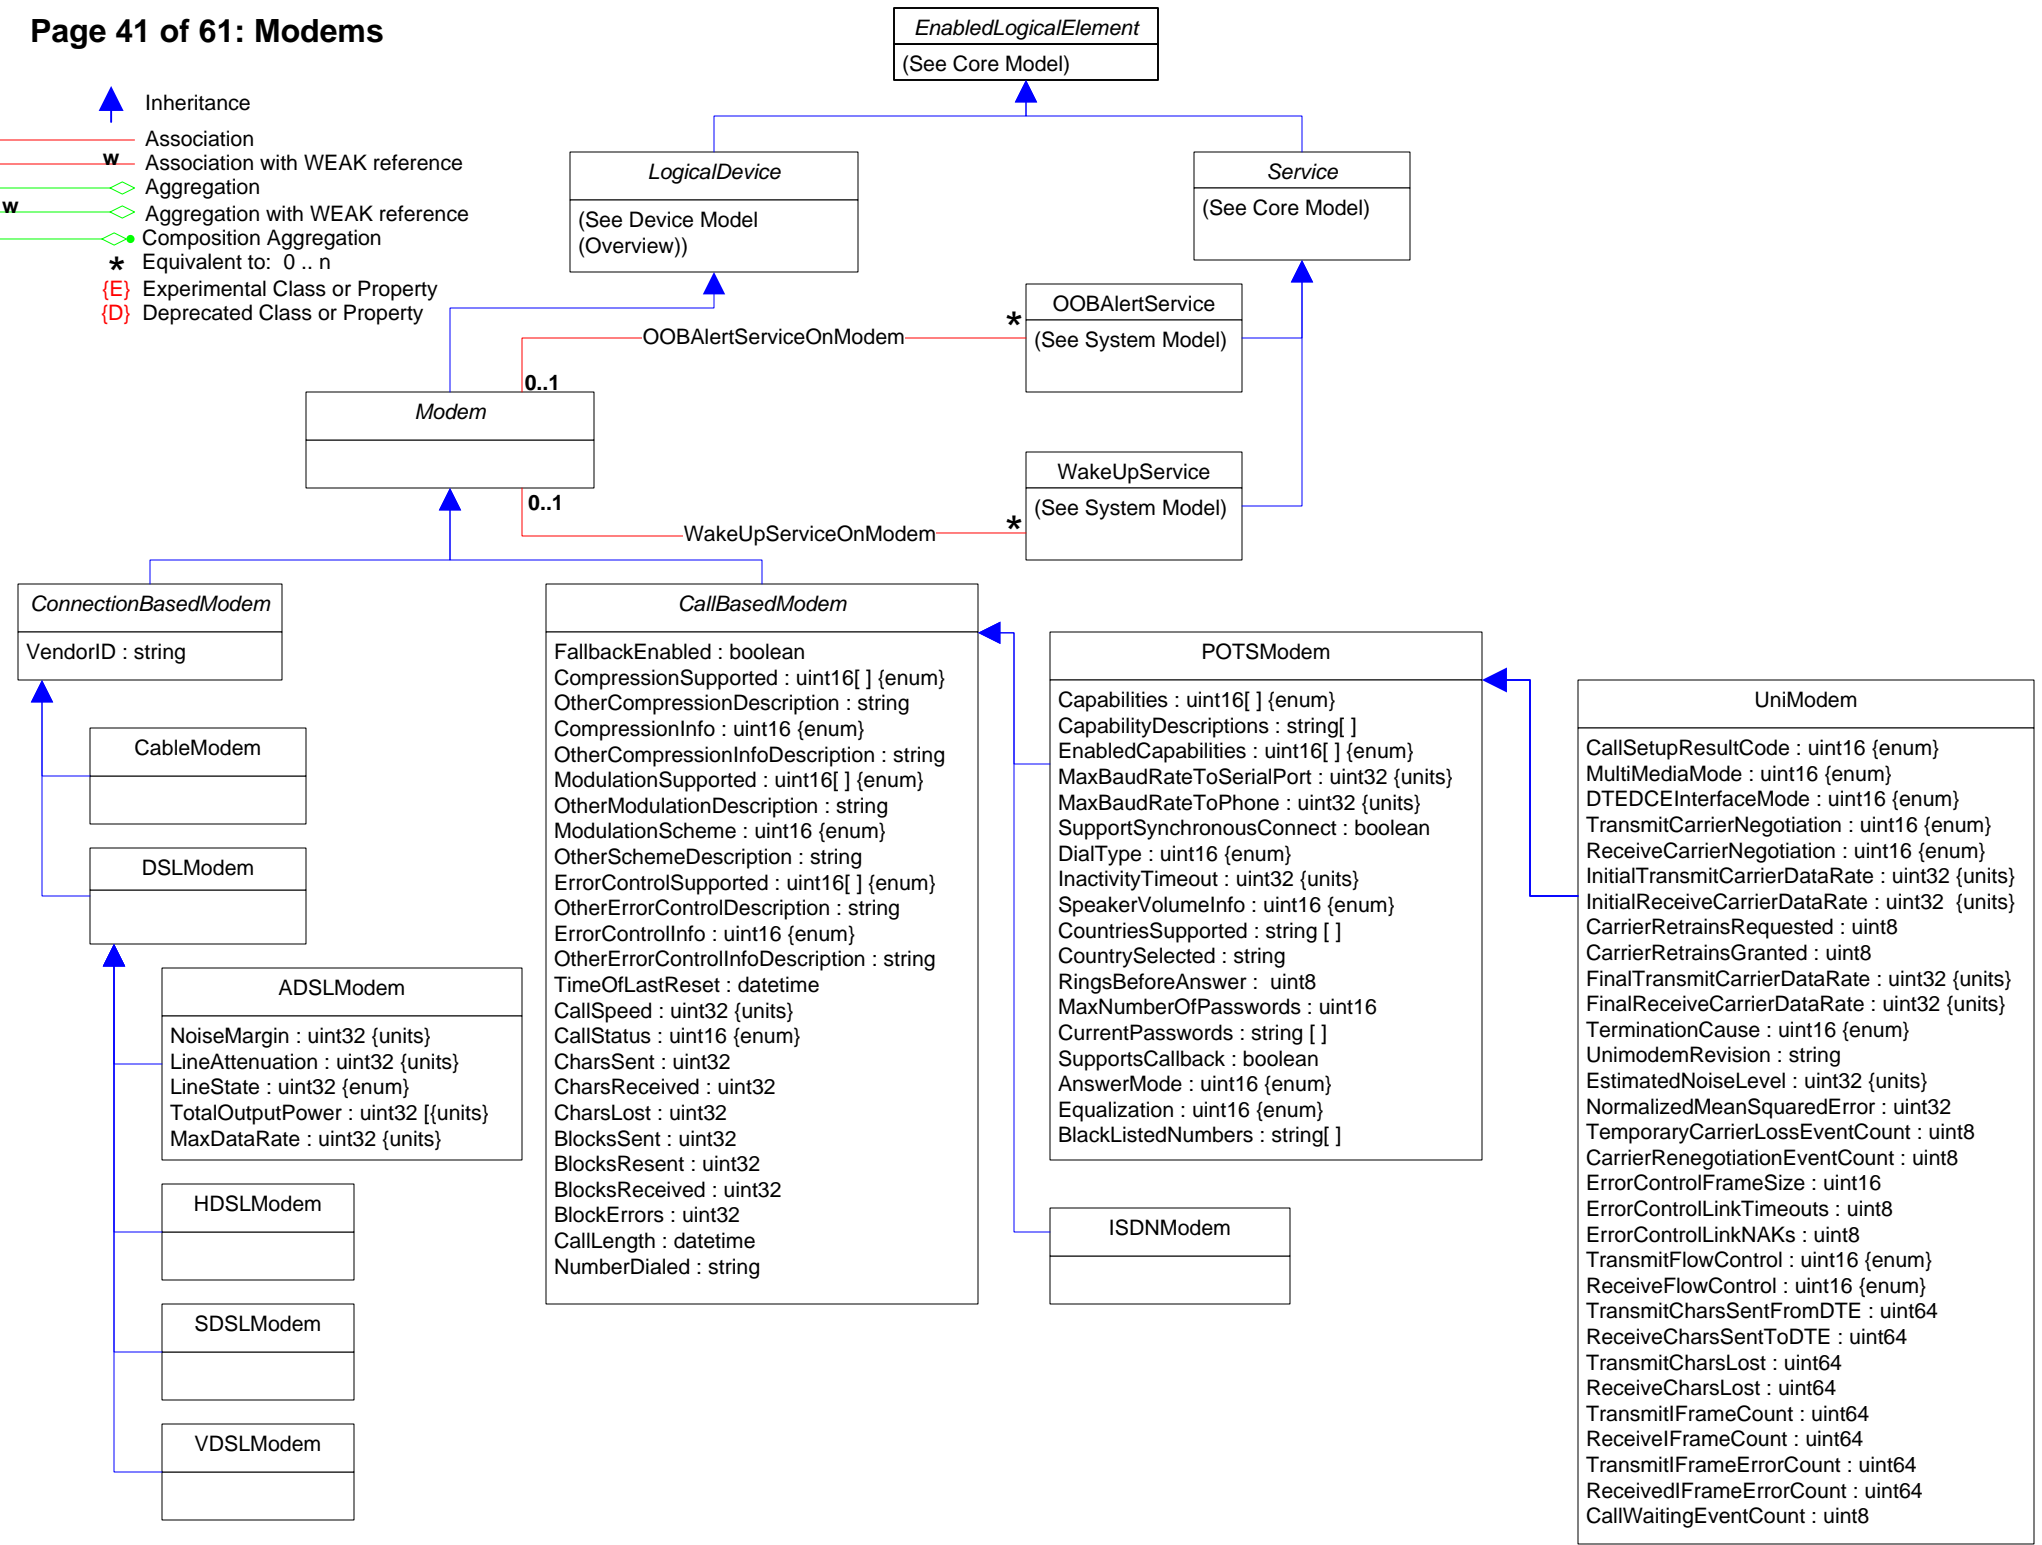 Page 41 of 61: Modems
Inheritance
Association
w
Association with WEAK reference
Aggregation
w
Aggregation with WEAK reference
Composition Aggregation
* Equivalent to: 0 .. n
{E} Experimental Class or Property
{D} Deprecated Class or Property
EnabledLogicalElement
(See Core Model)
LogicalDevice
(See Device Model
(Overview))
Service
(See Core Model)
OOBAlertService
(See System Model)
*
OOBAlertServiceOnModem
0..1
Modem
WakeUpService
(See System Model)
0..1
*
WakeUpServiceOnModem
ConnectionBasedModem
VendorID : string
CableModem
DSLModem
ADSLModem
NoiseMargin : uint32 {units}
LineAttenuation : uint32 {units}
LineState : uint32 {enum}
TotalOutputPower : uint32 [{units}
MaxDataRate : uint32 {units}
HDSLModem
SDSLModem
VDSLModem
CallBasedModem
FallbackEnabled : boolean
CompressionSupported : uint16[ ] {enum}
OtherCompressionDescription : string
CompressionInfo : uint16 {enum}
OtherCompressionInfoDescription : string
ModulationSupported : uint16[ ] {enum}
OtherModulationDescription : string
ModulationScheme : uint16 {enum}
OtherSchemeDescription : string
ErrorControlSupported : uint16[ ] {enum}
OtherErrorControlDescription : string
ErrorControlInfo : uint16 {enum}
OtherErrorControlInfoDescription : string
TimeOfLastReset : datetime
CallSpeed : uint32 {units}
CallStatus : uint16 {enum}
CharsSent : uint32
CharsReceived : uint32
CharsLost : uint32
BlocksSent : uint32
BlocksResent : uint32
BlocksReceived : uint32
BlockErrors : uint32
CallLength : datetime
NumberDialed : string
POTSModem
Capabilities : uint16[ ] {enum}
CapabilityDescriptions : string[ ]
EnabledCapabilities : uint16[ ] {enum}
MaxBaudRateToSerialPort : uint32 {units}
MaxBaudRateToPhone : uint32 {units}
SupportSynchronousConnect : boolean
DialType : uint16 {enum}
InactivityTimeout : uint32 {units}
SpeakerVolumeInfo : uint16 {enum}
CountriesSupported : string [ ]
CountrySelected : string
RingsBeforeAnswer : uint8
MaxNumberOfPasswords : uint16
CurrentPasswords : string [ ]
SupportsCallback : boolean
AnswerMode : uint16 {enum}
Equalization : uint16 {enum}
BlackListedNumbers : string[ ]
ISDNModem
UniModem
CallSetupResultCode : uint16 {enum}
MultiMediaMode : uint16 {enum}
DTEDCEInterfaceMode : uint16 {enum}
TransmitCarrierNegotiation : uint16 {enum}
ReceiveCarrierNegotiation : uint16 {enum}
InitialTransmitCarrierDataRate : uint32 {units}
InitialReceiveCarrierDataRate : uint32 {units}
CarrierRetrainsRequested : uint8
CarrierRetrainsGranted : uint8
FinalTransmitCarrierDataRate : uint32 {units}
FinalReceiveCarrierDataRate : uint32 {units}
TerminationCause : uint16 {enum}
UnimodemRevision : string
EstimatedNoiseLevel : uint32 {units}
NormalizedMeanSquaredError : uint32
TemporaryCarrierLossEventCount : uint8
CarrierRenegotiationEventCount : uint8
ErrorControlFrameSize : uint16
ErrorControlLinkTimeouts : uint8
ErrorControlLinkNAKs : uint8
TransmitFlowControl : uint16 {enum}
ReceiveFlowControl : uint16 {enum}
TransmitCharsSentFromDTE : uint64
ReceiveCharsSentToDTE : uint64
TransmitCharsLost : uint64
ReceiveCharsLost : uint64
TransmitIFrameCount : uint64
ReceiveIFrameCount : uint64
TransmitIFrameErrorCount : uint64
ReceivedIFrameErrorCount : uint64
CallWaitingEventCount : uint8